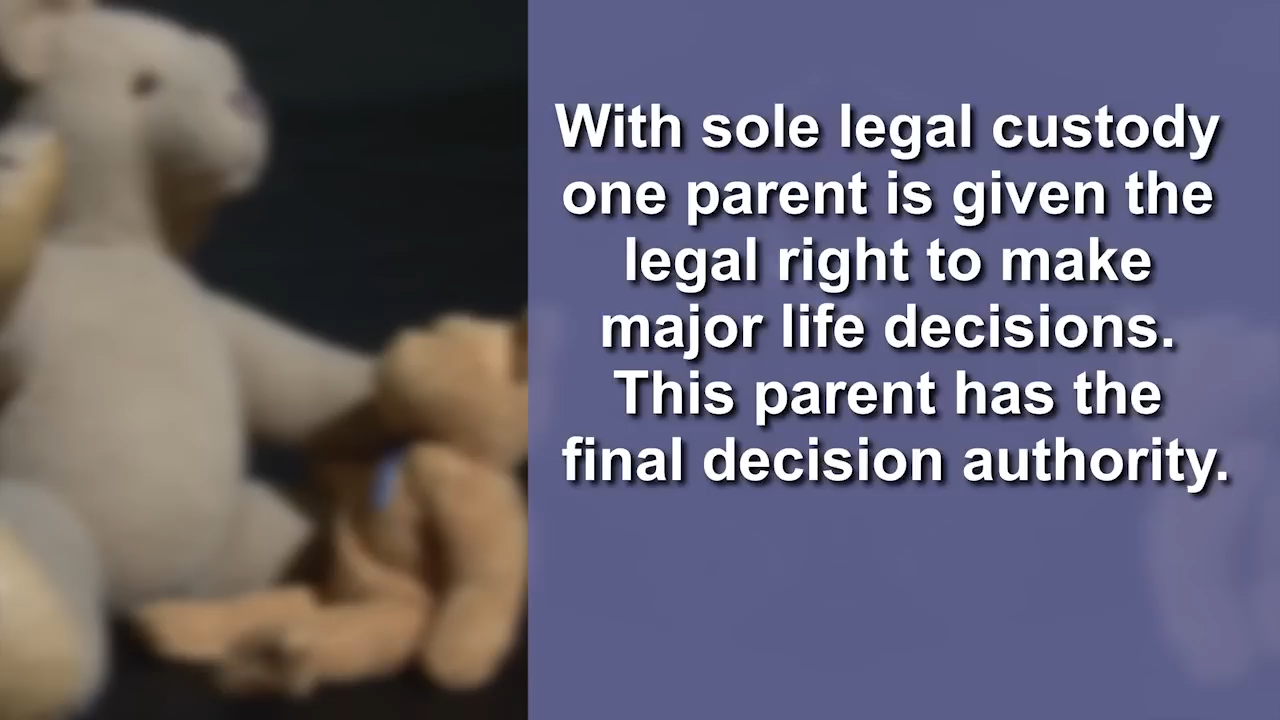 With sole legal custody
one parent is given the
legal right to make
major life decisions.
This parent has the
final decision authority.